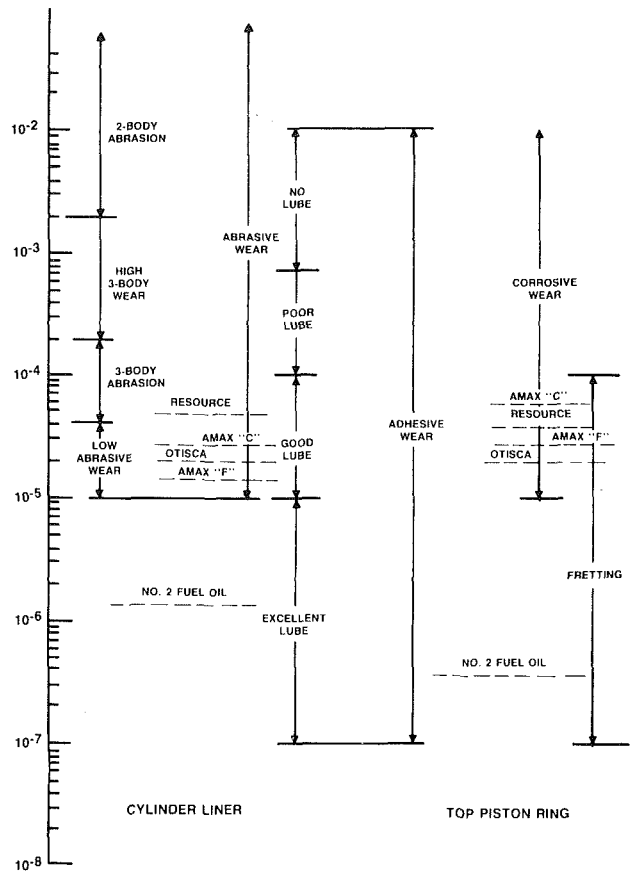 10-2
10-3
10-4
10-5
10-6
10-7
10-8
2-BODY
ABRASION
HIGH
3-BODY
WEAR
3-BODY
ABRASION
LOW
ABRASIVE
WEAR
ABRASIVE
WEAR
RESOURCE
AMAX "C"
OTISCA
AMAX "F"
NO. 2 FUEL OIL
NO
LUBE
POOR
LUBE
GOOD
LUBE
EXCELLENT
LUBE
ADHESIVE
WEAR
CORROSIVE
WEAR
AMAX "C"
RESOURCE
AMAX "F"
OTISCA
FRETTING
NO. 2 FUEL OIL
CYLINDER LINER
TOP PISTON RING